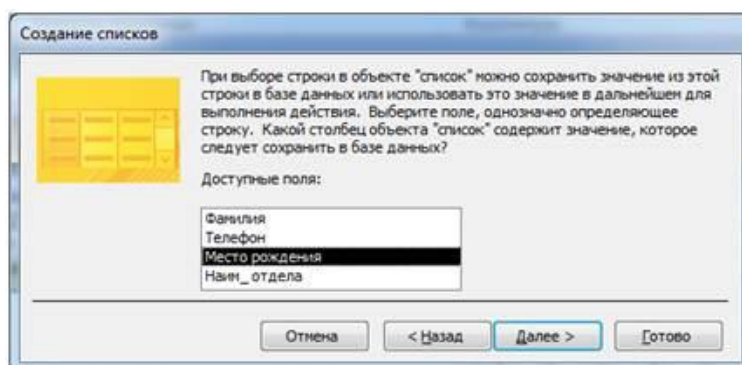 Создание списков
При выборе строки в объекте "список" можно сохранить значение из этой
строки в базе данных или использовать это значение в дальнейшем для
выполнения действия. Выберите поле, однозначно определяющее
строку. Какой столбец объекта "список" содержит значение, которое
следует сохранить в базе данных?
Доступные поля:
Фамилия
Телефон
Место рождения
Наим_отдела
Отмена
< Назад
Далее >
Готово